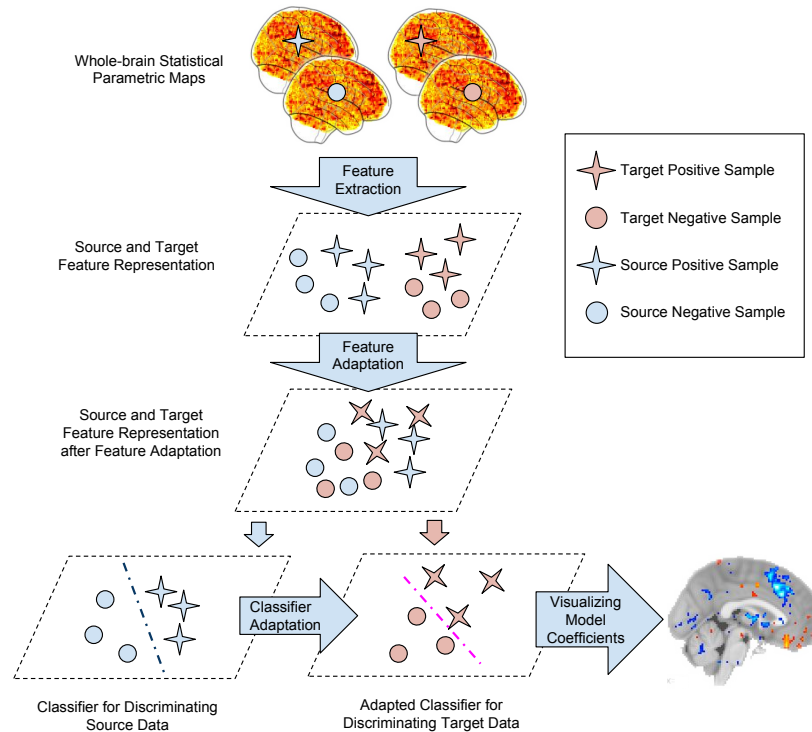 Whole-brain Statistical
Parametric Maps
Feature
Extraction
Target Positive Sample
Target Negative Sample
Source Positive Sample
Source Negative Sample
Source and Target
Feature Representation
Feature
Adaptation
Source and Target
Feature Representation
after Feature Adaptation
Classifier
Adaptation
Visualizing
Model
Coefficients
Classifier for Discriminating
Source Data
Adapted Classifier for
Discriminating Target Data